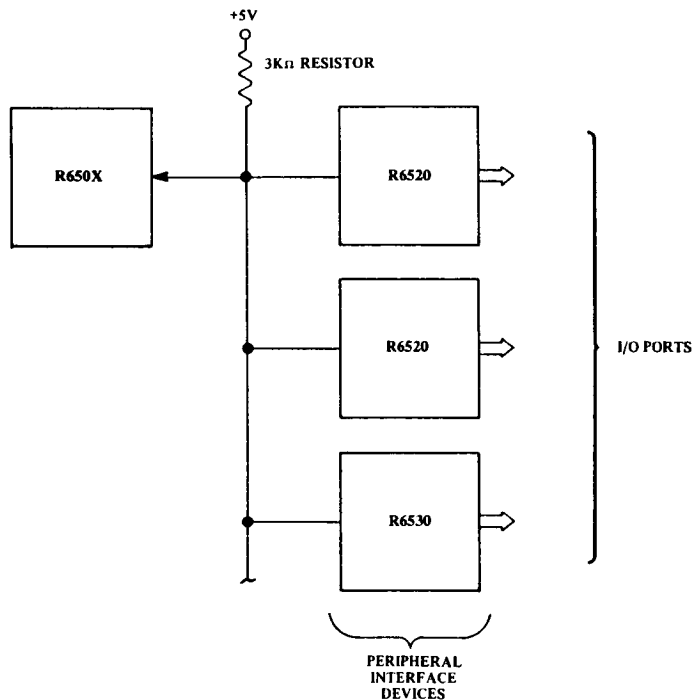 +5V
3KΩ RESISTOR
R650X
R6520
R6520
I/O PORTS
R6530
PERIPHERAL
INTERFACE
DEVICES